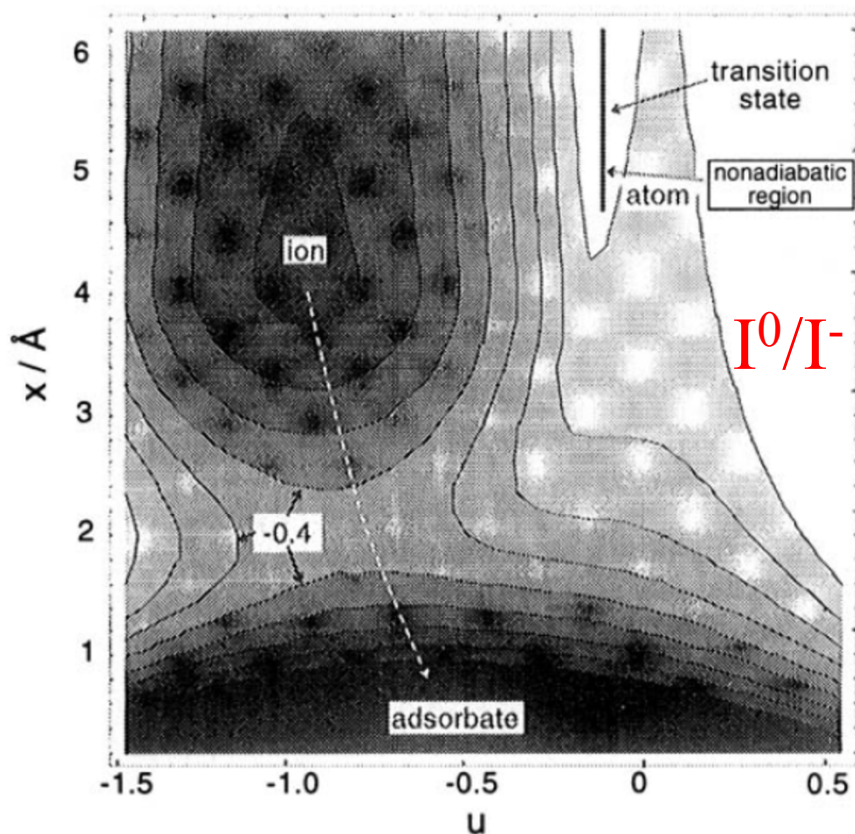 6
5
4
3
2
1
x / Å
transition
state
nonadiabatic
region
atom
ion
I⁰/I⁻
-0.4
adsorbate
-1.5
-1.0
-0.5
0
0.5
u